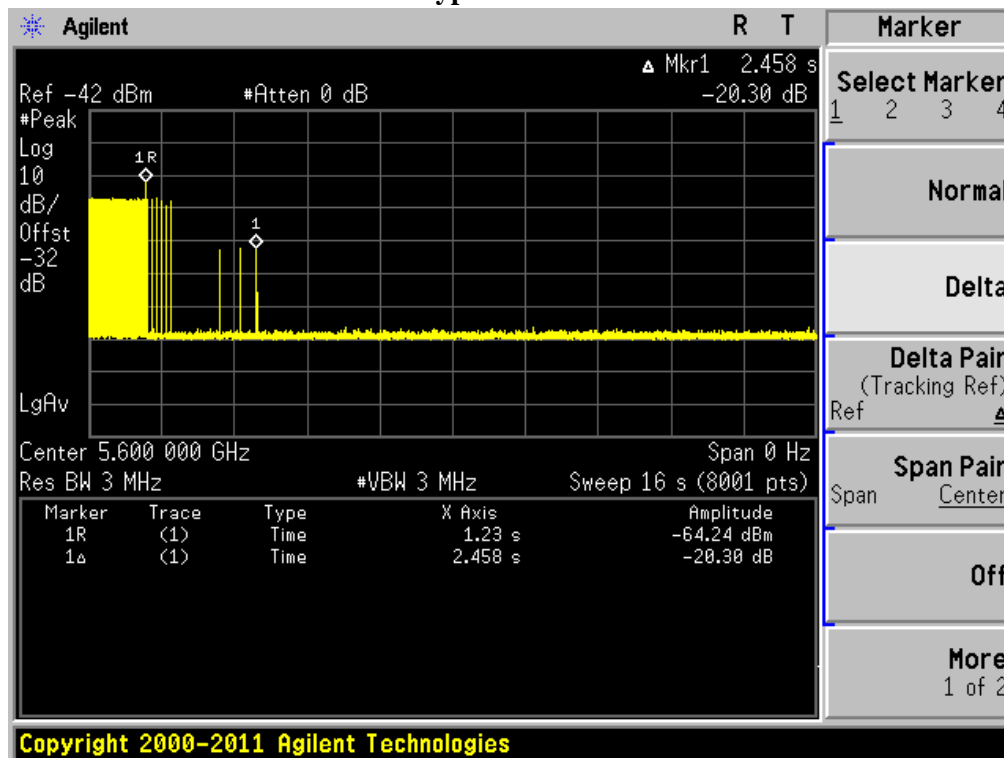 Agilent R T
Marker
▵ Mkr1 2.458 s
Ref -42 dBm #Atten 0 dB -20.30 dB
#Peak
Log
10
dB/
Offst
-32
dB
1R
1
LgAv
Center 5.600 000 GHz Span 0 Hz
Res BW 3 MHz #VBW 3 MHz Sweep 16 s (8001 pts)
Marker Trace Type X Axis Amplitude
1R (1) Time 1.23 s -64.24 dBm
1▵ (1) Time 2.458 s -20.30 dB
Select Marker
1 2 3 4
Normal
Delta
Delta Pair
(Tracking Ref)
Ref ▵
Span Pair
Span Center
Off
More
1 of 2
Copyright 2000-2011 Agilent Technologies